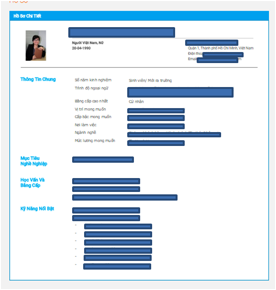 Hồ Sơ Chi Tiết
Người Việt Nam, Nữ
20-04-1990
Quận 1, Thành phố Hồ Chí Minh, Việt Nam
Điện thoại
Email
Thông Tin Chung
Số năm kinh nghiệm
Sinh viên/ Mới ra trường
Trình độ ngoại ngữ
Bằng cấp cao nhất
Cử nhân
Vị trí mong muốn
Cấp bậc mong muốn
Nơi làm việc
Ngành nghề
Mức lương mong muốn
Mục Tiêu
Nghề Nghiệp
Học Vấn Và
Bằng Cấp
Kỹ Năng Nổi Bật